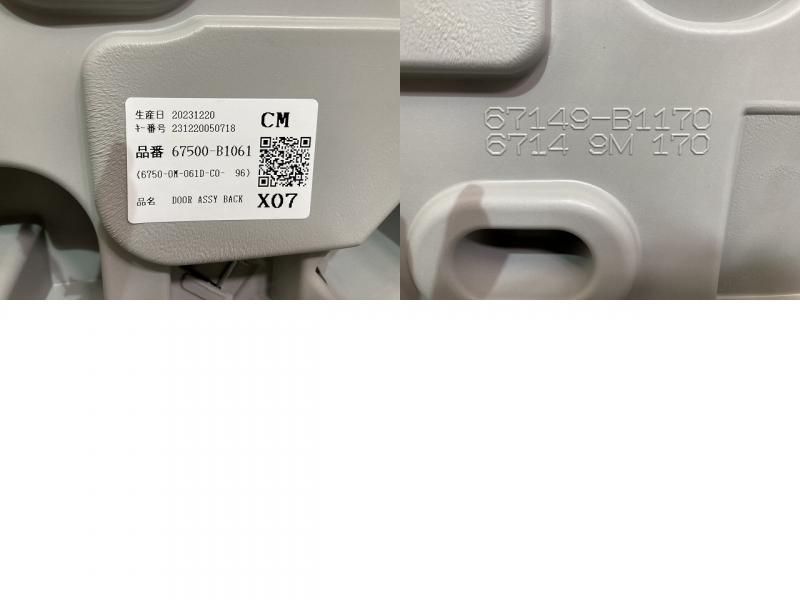 生産日 20231220
キー番号 231220050718
CM
品番 67500-B1061
(6750-0M-061D-C0- 96)
品名 DOOR ASSY BACK
X07
67149-B1170
6714 9M 170